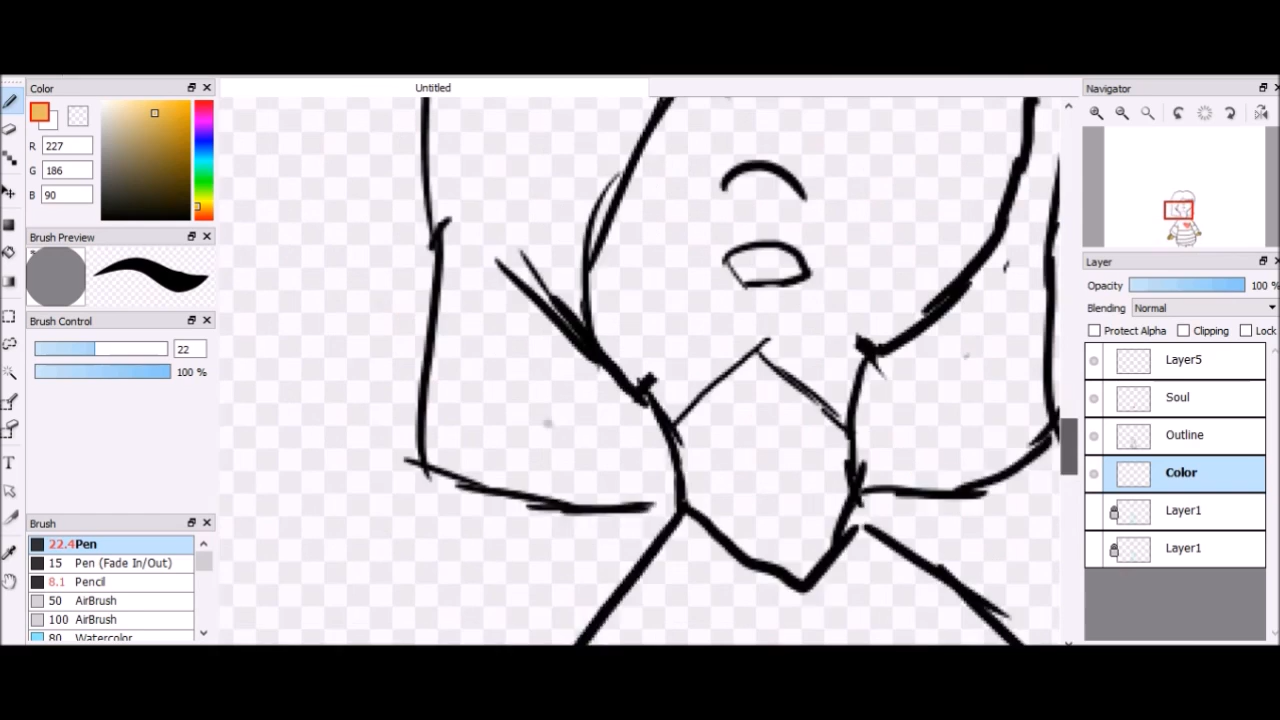 Color
R 227
G 186
B 90
Brush Preview
Brush Control
22
100 %
Brush
22.4 Pen
15 Pen (Fade In/Out)
8.1 Pencil
50 AirBrush
100 AirBrush
80 Watercolor
T
Untitled
Navigator
Layer
Opacity 100 %
Blending Normal
Protect Alpha Clipping Lock
Layer5
Soul
Outline
Color
Layer1
Layer1